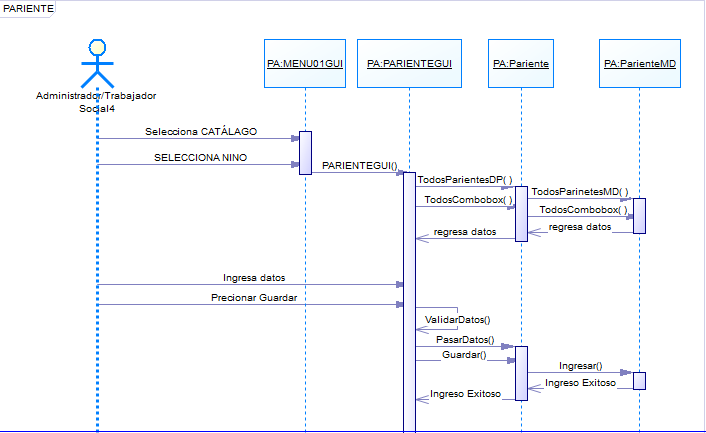 PARIENTE
PA:MENU01GUI
PA:PARIENTEGUI
PA:Pariente
PA:ParienteMD
Administrador/Trabajador
Social4
Selecciona CATÁLAGO
SELECCIONA NINO
PARIENTEGUI()
TodosParientesDP( )
TodosParinetesMD( )
TodosCombobox( )
TodosCombobox( )
regresa datos
regresa datos
Ingresa datos
Precionar Guardar
ValidarDatos()
PasarDatos()
Guardar()
Ingresar()
Ingreso Exitoso
Ingreso Exitoso